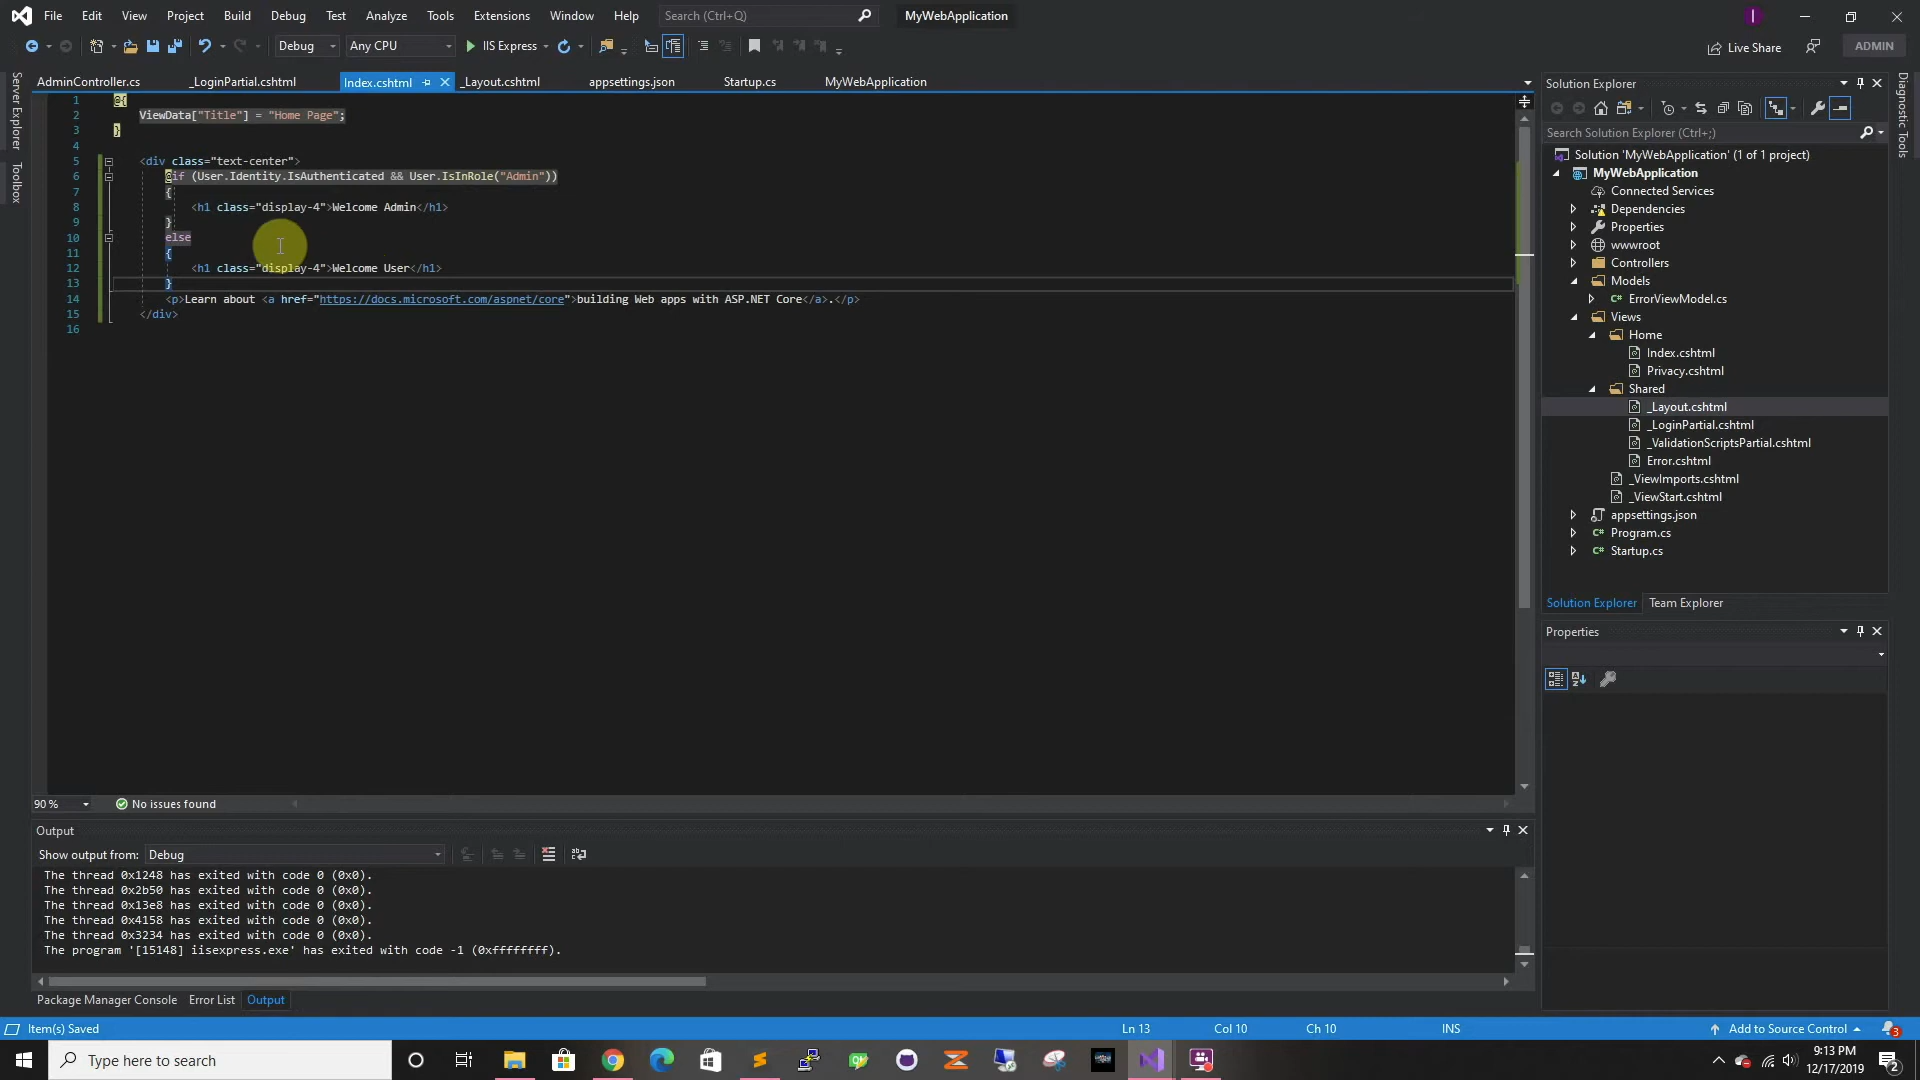 File Edit View Project Build Debug Test Analyze Tools Extensions Window Help Search (Ctrl+Q) MyWebApplication
Debug Any CPU IIS Express Live Share ADMIN
AdminController.cs _LoginPartial.cshtml Index.cshtml _Layout.cshtml appsettings.json Startup.cs MyWebApplication
Server Explorer
Toolbox
1 @{
2 ViewData["Title"] = "Home Page";
3 }
4
5 <div class="text-center">
6 @if (User.Identity.IsAuthenticated && User.IsInRole("Admin"))
7 {
8 <h1 class="display-4">Welcome Admin</h1>
9 }
10 else
11 {
12 <h1 class="display-4">Welcome User</h1>
13 }
14 <p>Learn about <a href="https://docs.microsoft.com/aspnet/core">building Web apps with ASP.NET Core</a>.</p>
15 </div>
16
90 % No issues found
Output
Show output from: Debug
The thread 0x1248 has exited with code 0 (0x0).
The thread 0x2b50 has exited with code 0 (0x0).
The thread 0x13e8 has exited with code 0 (0x0).
The thread 0x4158 has exited with code 0 (0x0).
The thread 0x3234 has exited with code 0 (0x0).
The program '[15148] iisexpress.exe' has exited with code -1 (0xffffffff).
Package Manager Console Error List Output
Solution Explorer
Search Solution Explorer (Ctrl+;)
Solution 'MyWebApplication' (1 of 1 project)
MyWebApplication
Connected Services
Dependencies
Properties
wwwroot
Controllers
Models
ErrorViewModel.cs
Views
Home
Index.cshtml
Privacy.cshtml
Shared
_Layout.cshtml
_LoginPartial.cshtml
_ValidationScriptsPartial.cshtml
Error.cshtml
_ViewImports.cshtml
_ViewStart.cshtml
appsettings.json
Program.cs
Startup.cs
Solution Explorer Team Explorer
Properties
Diagnostic Tools
Item(s) Saved Ln 13 Col 10 Ch 10 INS Add to Source Control 3
Type here to search
9:13 PM
12/17/2019
2